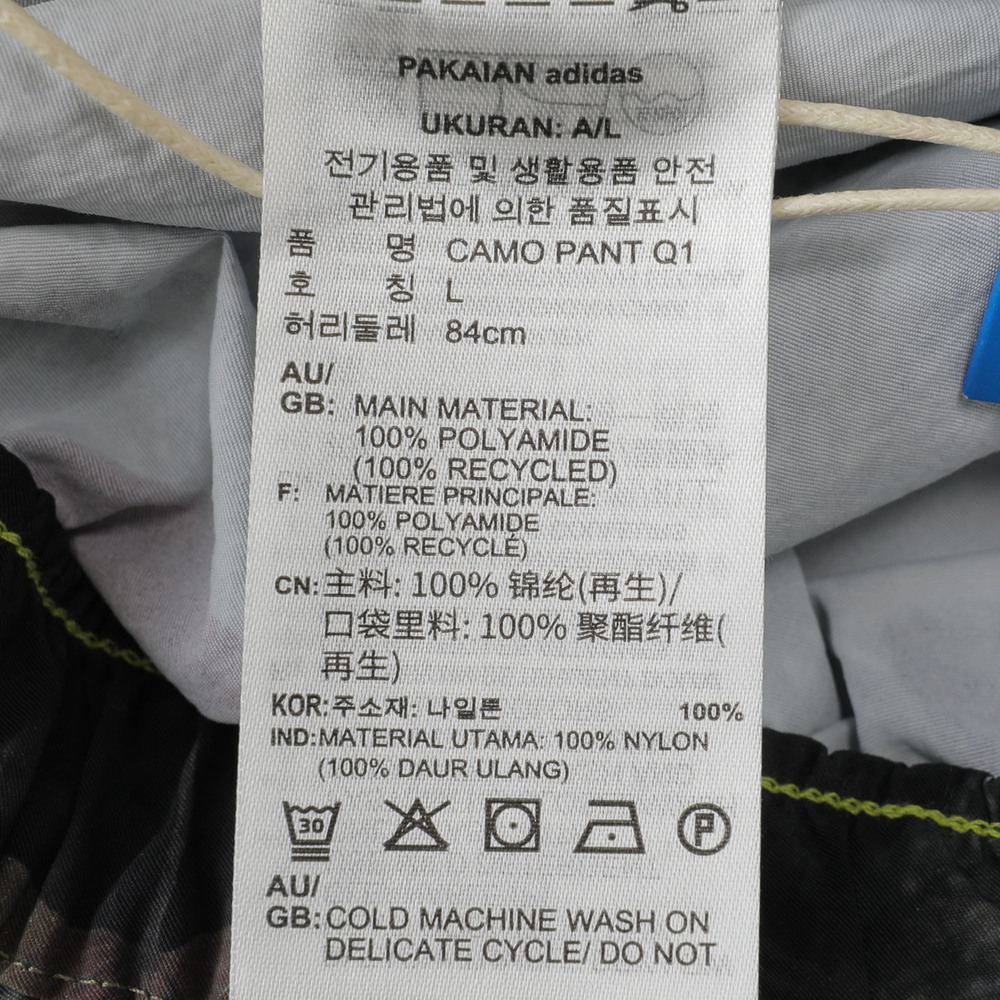 PAKAIAN adidas
UKURAN: A/L
전기용품 및 생활용품 안전
관리법에 의한 품질표시
품 명 CAMO PANT Q1
호 칭 L
허리둘레 84cm
AU/
GB: MAIN MATERIAL:
100% POLYAMIDE
(100% RECYCLED)
F: MATIERE PRINCIPALE:
100% POLYAMIDE
(100% RECYCLÉ)
CN: 主料: 100% 锦纶(再生)/
口袋里料: 100% 聚酯纤维(
再生)
KOR: 주소재: 나일론 100%
IND: MATERIAL UTAMA: 100% NYLON
(100% DAUR ULANG)
30 P
AU/
GB: COLD MACHINE WASH ON
DELICATE CYCLE/ DO NOT